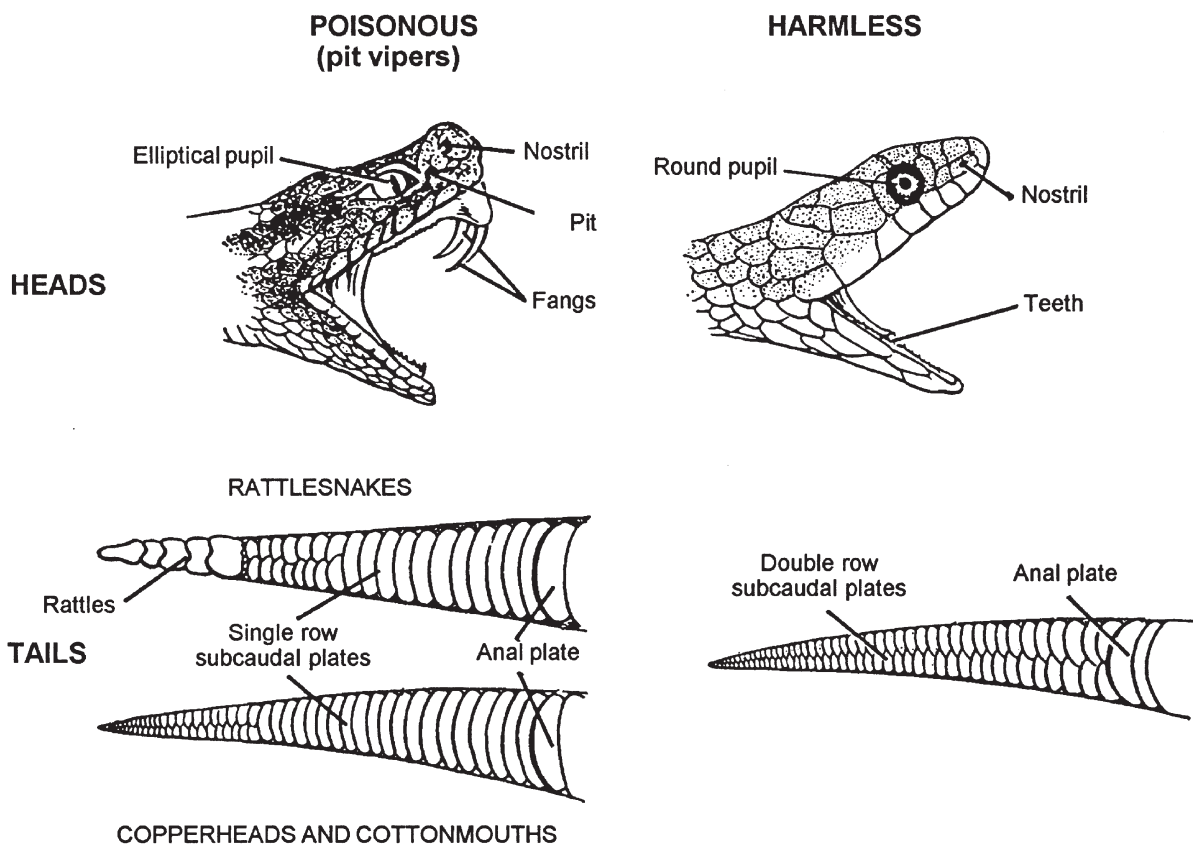 POISONOUS
(pit vipers)
HARMLESS
Elliptical pupil
Nostril
Pit
Fangs
Round pupil
Nostril
Teeth
HEADS
RATTLESNAKES
Rattles
Single row
subcaudal plates
Anal plate
Double row
subcaudal plates
Anal plate
TAILS
COPPERHEADS AND COTTONMOUTHS